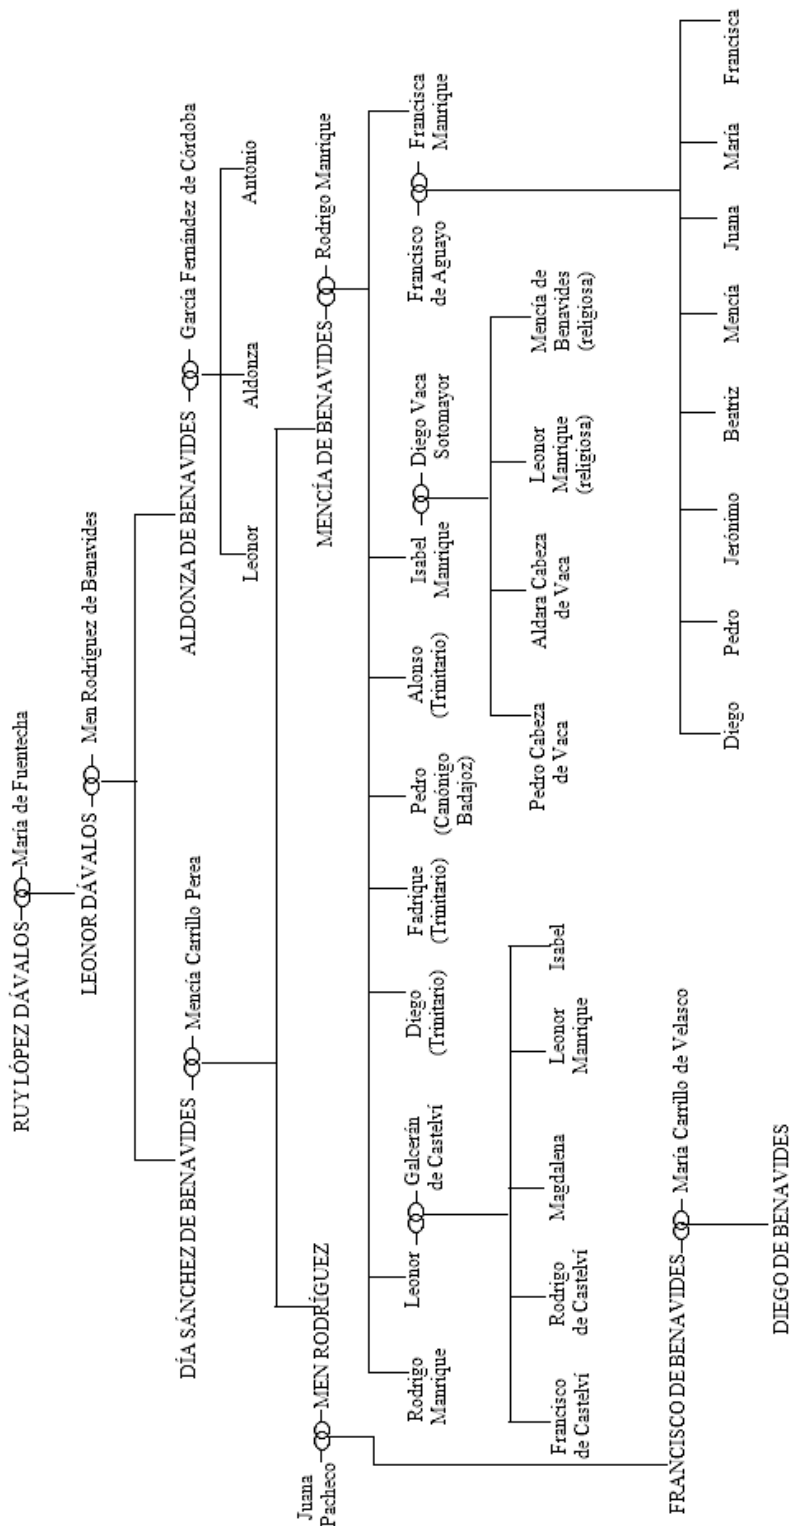 RUY LÓPEZ DÁVALOS
María de Fuentecha
LEONOR DÁVALOS
Men Rodríguez de Benavides
DÍA SÁNCHEZ DE BENAVIDES
Mencía Carrillo Perea
ALDONZA DE BENAVIDES
García Fernández de Córdoba
Leonor
Aldonza
Antonio
Juana
Pacheco
MEN RODRÍGUEZ
MENCÍA DE BENAVIDES
Rodrigo Manrique
Rodrigo
Manrique
Leonor
Galcerán
de Castelví
Diego
(Trinitario)
Fadrique
(Trinitario)
Pedro
(Canónigo
Badajoz)
Alonso
(Trinitario)
Isabel
Manrique
Diego Vaca
Sotomayor
Francisco
de Aguayo
Francisca
Manrique
Francisco
de Castelví
Rodrigo
de Castelví
Magdalena
Leonor
Manrique
Isabel
Pedro Cabeza
de Vaca
Aldara Cabeza
de Vaca
Leonor
Manrique
(religiosa)
Mencía de
Benavides
(religiosa)
FRANCISCO DE BENAVIDES
María Carrillo de Velasco
Diego
Pedro
Jerónimo
Beatriz
Mencía
Juana
María
Francisca
DIEGO DE BENAVIDES